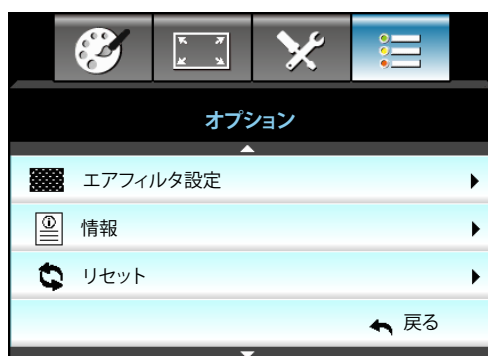 オプション
エアフィルタ設定
情報
リセット
戻る